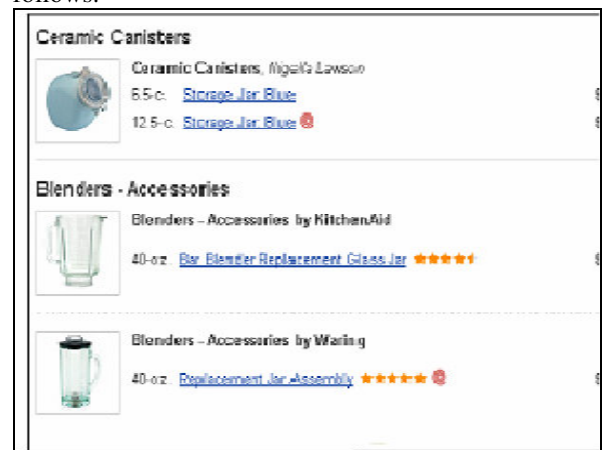 follows:
Ceramic Canisters
Ceramic Canisters, Nigella Lawson
6.5-c. Storage Jar Blue
12.5-c. Storage Jar Blue
Blenders - Accessories
Blenders – Accessories by KitchenAid
40-oz. Bar Blender Replacement Glass Jar
Blenders – Accessories by Waring
40-oz. Replacement Jar Assembly